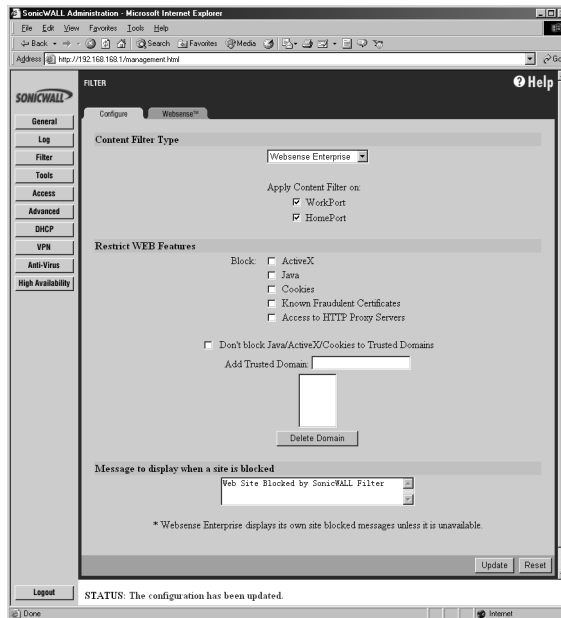 SonicWALL Administration - Microsoft Internet Explorer
File Edit View Favorites Tools Help
Back Search Favorites Media
Address http://192.168.168.1/management.html Go
SONICWALL
FILTER
Help
Configure Websense™
General
Log
Filter
Tools
Access
Advanced
DHCP
VPN
Anti-Virus
High Availability
Content Filter Type
Websense Enterprise
Apply Content Filter on:
WorkPort
HomePort
Restrict WEB Features
Block: ActiveX
Java
Cookies
Known Fraudulent Certificates
Access to HTTP Proxy Servers
Don't block Java/ActiveX/Cookies to Trusted Domains
Add Trusted Domain:
Delete Domain
Message to display when a site is blocked
Web Site Blocked by SonicWALL Filter
* Websense Enterprise displays its own site blocked messages unless it is unavailable.
Update Reset
Logout
STATUS: The configuration has been updated.
Done Internet